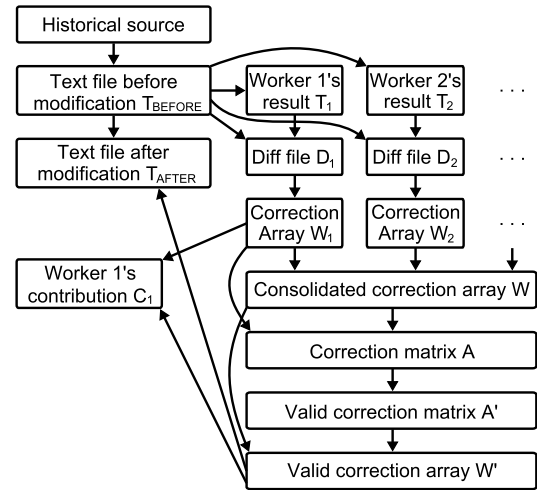 Historical source
Text file before
modification TBEFORE
Worker 1's
result T1
Worker 2's
result T2
. . .
Text file after
modification TAFTER
Diff file D1
Diff file D2
. . .
Correction
Array W1
Correction
Array W2
. . .
Worker 1's
contribution C1
Consolidated correction array W
Correction matrix A
Valid correction matrix A'
Valid correction array W'